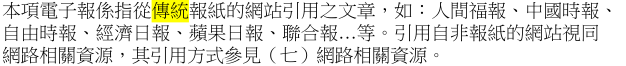 本項電子報係指從傳統報紙的網站引用之文章，如：人間福報、中國時報、
自由時報、經濟日報、蘋果日報、聯合報...等。引用自非報紙的網站視同
網路相關資源，其引用方式參見（七）網路相關資源。